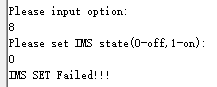 Please input option:
8
Please set IMS state(0-off,1-on):
0
IMS SET Failed!!!